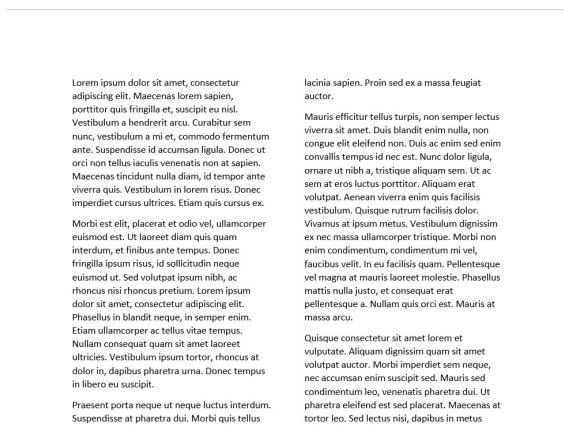 Lorem ipsum dolor sit amet, consectetur
adipiscing elit. Maecenas lorem sapien,
porttitor quis fringilla et, suscipit eu nisl.
Vestibulum a hendrerit arcu. Curabitur sem
nunc, vestibulum a mi et, commodo fermentum
ante. Suspendisse id accumsan ligula. Donec ut
orci non tellus iaculis venenatis non at sapien.
Maecenas tincidunt nulla diam, id tempor ante
viverra quis. Vestibulum in lorem risus. Donec
imperdiet cursus ultrices. Etiam quis cursus ex.
Morbi est elit, placerat et odio vel, ullamcorper
euismod est. Ut laoreet diam quis quam
interdum, et finibus ante tempus. Donec
fringilla ipsum risus, id sollicitudin neque
euismod ut. Sed volutpat ipsum nibh, ac
rhoncus nisi rhoncus pretium. Lorem ipsum
dolor sit amet, consectetur adipiscing elit.
Phasellus in blandit neque, in semper enim.
Etiam ullamcorper ac tellus vitae tempus.
Nullam consequat quam sit amet laoreet
ultricies. Vestibulum ipsum tortor, rhoncus at
dolor in, dapibus pharetra urna. Donec tempus
in libero eu suscipit.
Praesent porta neque ut neque luctus interdum.
Suspendisse at pharetra dui. Morbi quis tellus
lacinia sapien. Proin sed ex a massa feugiat
auctor.
Mauris efficitur tellus turpis, non semper lectus
viverra sit amet. Duis blandit enim nulla, non
congue elit eleifend non. Duis ac enim sed enim
convallis tempus id nec est. Nunc dolor ligula,
ornare ut nibh a, tristique aliquam sem. Ut ac
sem at eros luctus porttitor. Aliquam erat
volutpat. Aenean viverra enim quis facilisis
vestibulum. Quisque rutrum facilisis dolor.
Vivamus at ipsum metus. Vestibulum dignissim
ex nec massa ullamcorper tristique. Morbi non
enim condimentum, condimentum mi vel,
faucibus velit. In eu facilisis quam. Pellentesque
vel magna at mauris laoreet molestie. Phasellus
mattis nulla justo, et consequat erat
pellentesque a. Nullam quis orci est. Mauris at
massa arcu.
Quisque consectetur sit amet lorem et
vulputate. Aliquam dignissim quam sit amet
volutpat auctor. Morbi imperdiet sem neque,
nec accumsan enim suscipit sed. Mauris sed
condimentum leo, venenatis pharetra dui. Ut
pharetra eleifend est sed placerat. Maecenas at
tortor leo. Sed lectus nisi, dapibus in metus